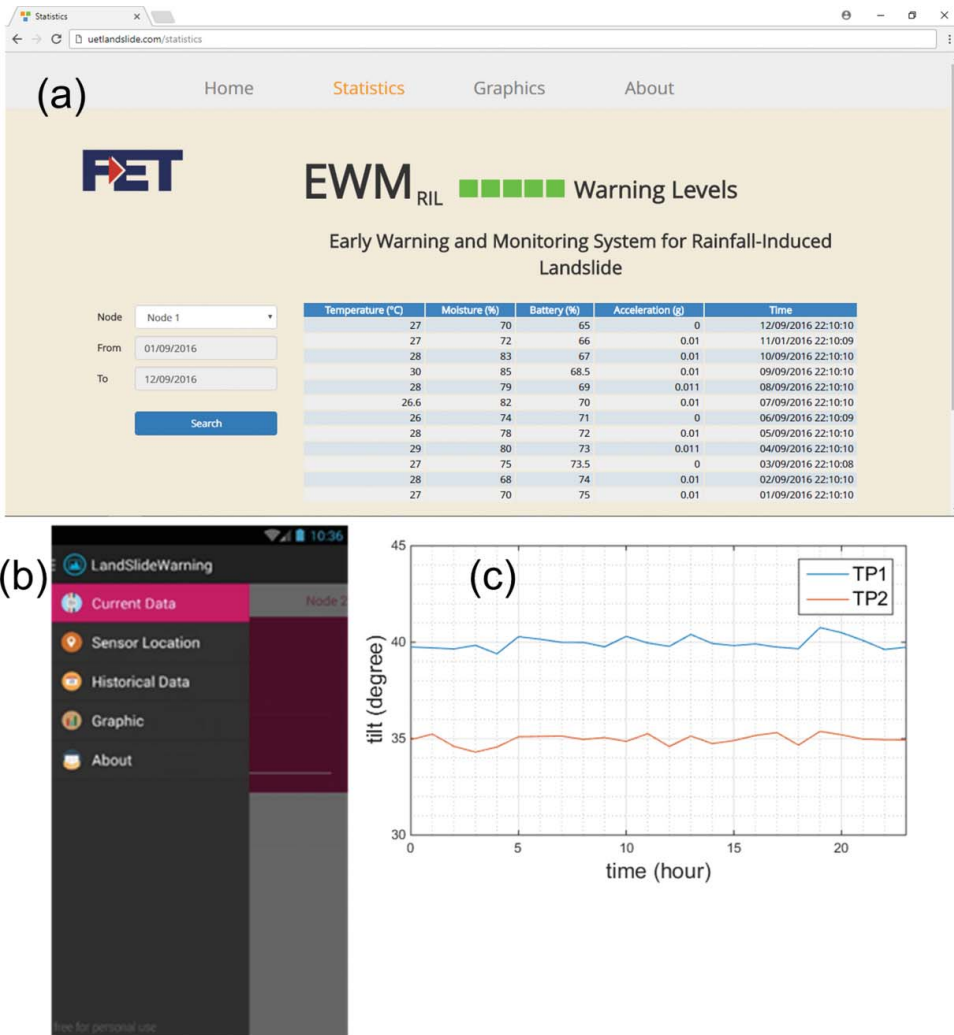 Statistics
uetlandslide.com/statistics
(a)
Home Statistics Graphics About
FET
EWM RIL Warning Levels
Early Warning and Monitoring System for Rainfall-Induced
Landslide
Node Node 1
From 01/09/2016
To 12/09/2016
Search
Temperature (°C) Moisture (%) Battery (%) Acceleration (g) Time
27 70 65 0 12/09/2016 22:10:10
27 72 66 0.01 11/01/2016 22:10:09
28 83 67 0.01 10/09/2016 22:10:10
30 85 68.5 0.01 09/09/2016 22:10:10
28 79 69 0.011 08/09/2016 22:10:10
26.6 82 70 0.01 07/09/2016 22:10:10
26 74 71 0 06/09/2016 22:10:09
28 78 72 0.01 05/09/2016 22:10:10
29 80 73 0.011 04/09/2016 22:10:10
27 75 73.5 0 03/09/2016 22:10:08
28 68 74 0.01 02/09/2016 22:10:10
27 70 75 0.01 01/09/2016 22:10:10
(b)
10:36
LandSlideWarning
Current Data
Node 2
Sensor Location
Historical Data
Graphic
About
free for personal use
(c)
TP1
TP2
45
40
35
30
tilt (degree)
0 5 10 15 20
time (hour)